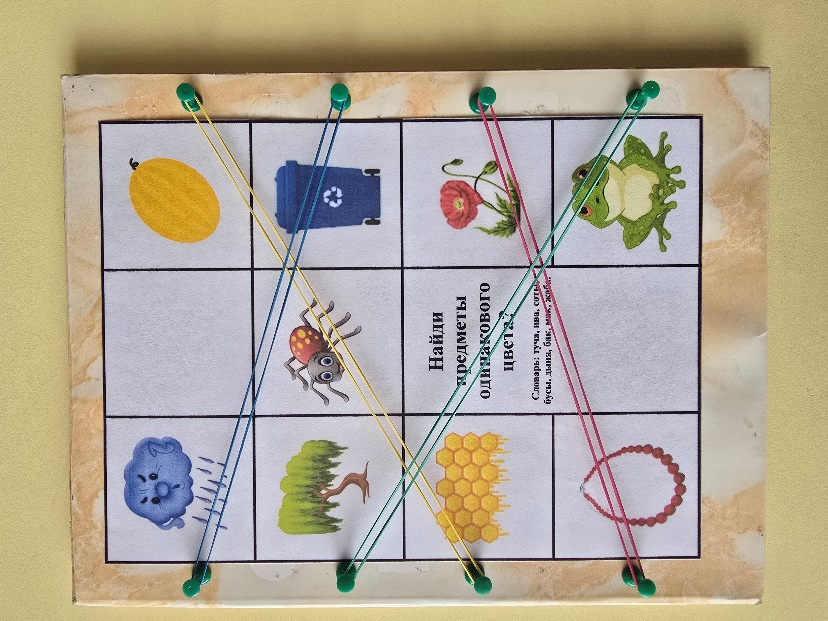 Найди
предметы
одинакового
цвета?
Словарь: туча, ива, соты,
бусы, дыня, бак, мак, жаба.